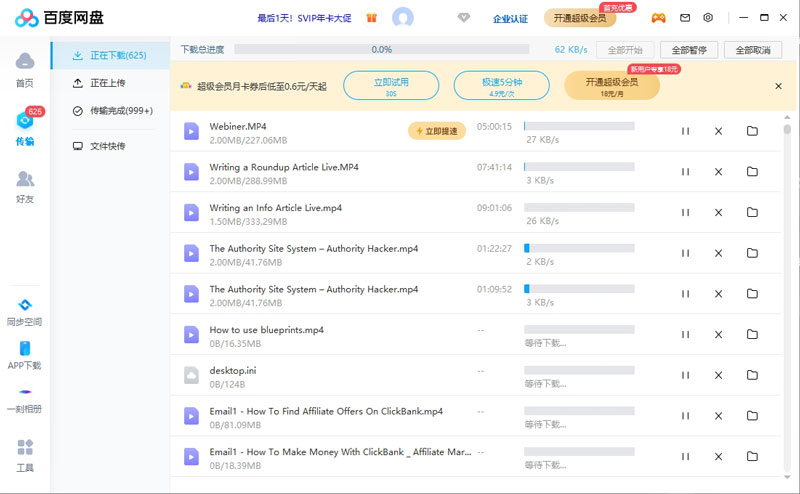 百度网盘
最后1天！SVIP年卡大促
企业认证
开通超级会员
首充优惠
首页
625
传输
好友
同步空间
APP下载
一刻相册
工具
正在下载(625)
正在上传
传输完成(999+)
文件快传
下载总进度
0.0%
62 KB/s
全部开始
全部暂停
全部取消
超级会员月卡券后低至0.6元/天起
立即试用
30S
极速5分钟
4.9元/次
开通超级会员
18元/月
新用户专享18元
Webiner.MP4
2.00MB/227.06MB
立即提速
05:00:15
27 KB/s
Writing a Roundup Article Live.MP4
2.00MB/288.99MB
07:41:14
3 KB/s
Writing an Info Article Live.mp4
1.50MB/333.29MB
09:01:06
26 KB/s
The Authority Site System – Authority Hacker.mp4
2.00MB/41.76MB
01:22:27
2 KB/s
The Authority Site System – Authority Hacker.mp4
2.00MB/41.76MB
01:09:52
3 KB/s
How to use blueprints.mp4
0B/16.35MB
--
等待下载...
desktop.ini
0B/124B
--
等待下载...
Email1 - How To Find Affiliate Offers On ClickBank.mp4
0B/81.09MB
--
等待下载...
Email1 - How To Make Money With ClickBank _ Affiliate Mar...
0B/18.39MB
--
等待下载...